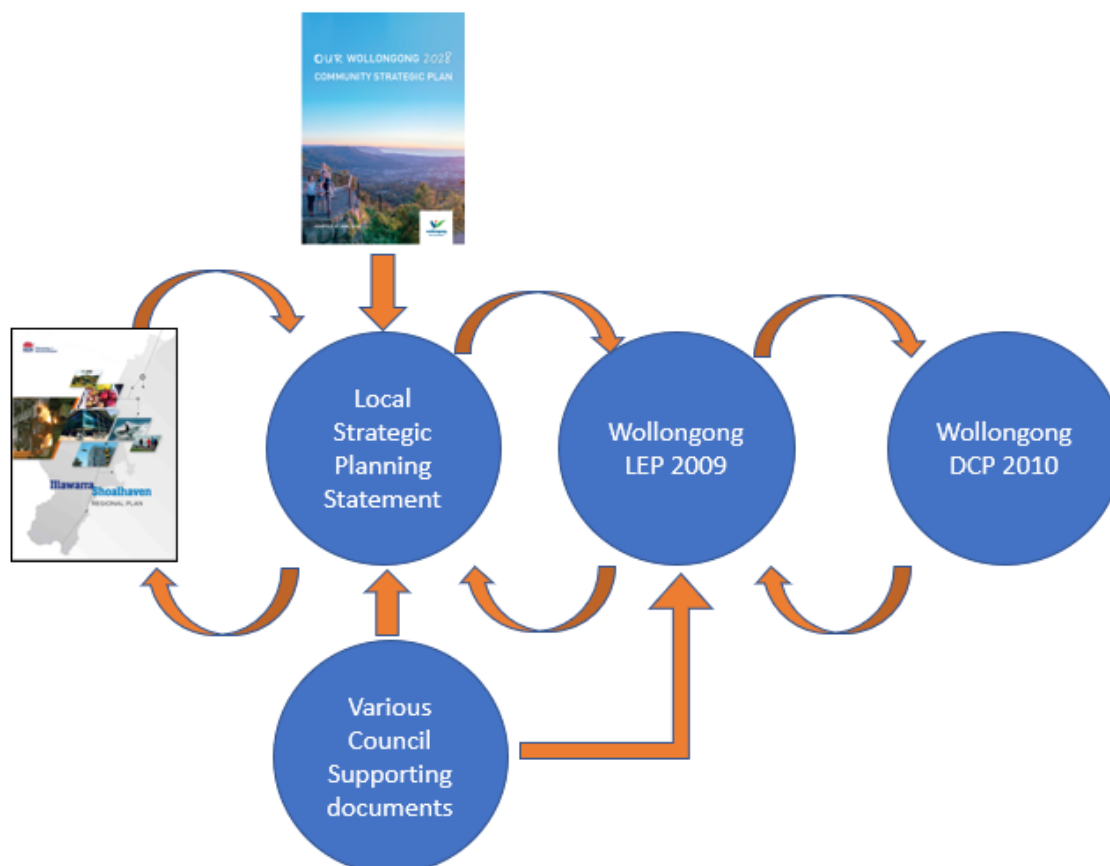 OUR WOLLONGONG 2028
COMMUNITY STRATEGIC PLAN
wollongong
Illawarra
Shoalhaven
REGIONAL PLAN
Local
Strategic
Planning
Statement
Wollongong
LEP 2009
Wollongong
DCP 2010
Various
Council
Supporting
documents